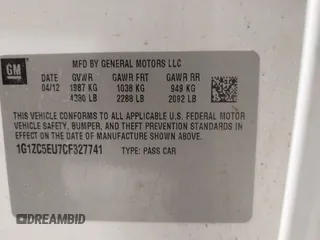 MFD BY GENERAL MOTORS LLC
GM DATE GVWR GAWR FRT GAWR RR
04/12 1987 KG 1038 KG 949 KG
4380 LB 2288 LB 2092 LB
THIS VEHICLE CONFORMS TO ALL APPLICABLE U.S. FEDERAL MOTOR
VEHICLE SAFETY, BUMPER, AND THEFT PREVENTION STANDARDS
IN EFFECT ON THE DATE OF MANUFACTURE SHOWN ABOVE.
1G1ZC5EU7CF327741 TYPE: PASS CAR
DREAMBID